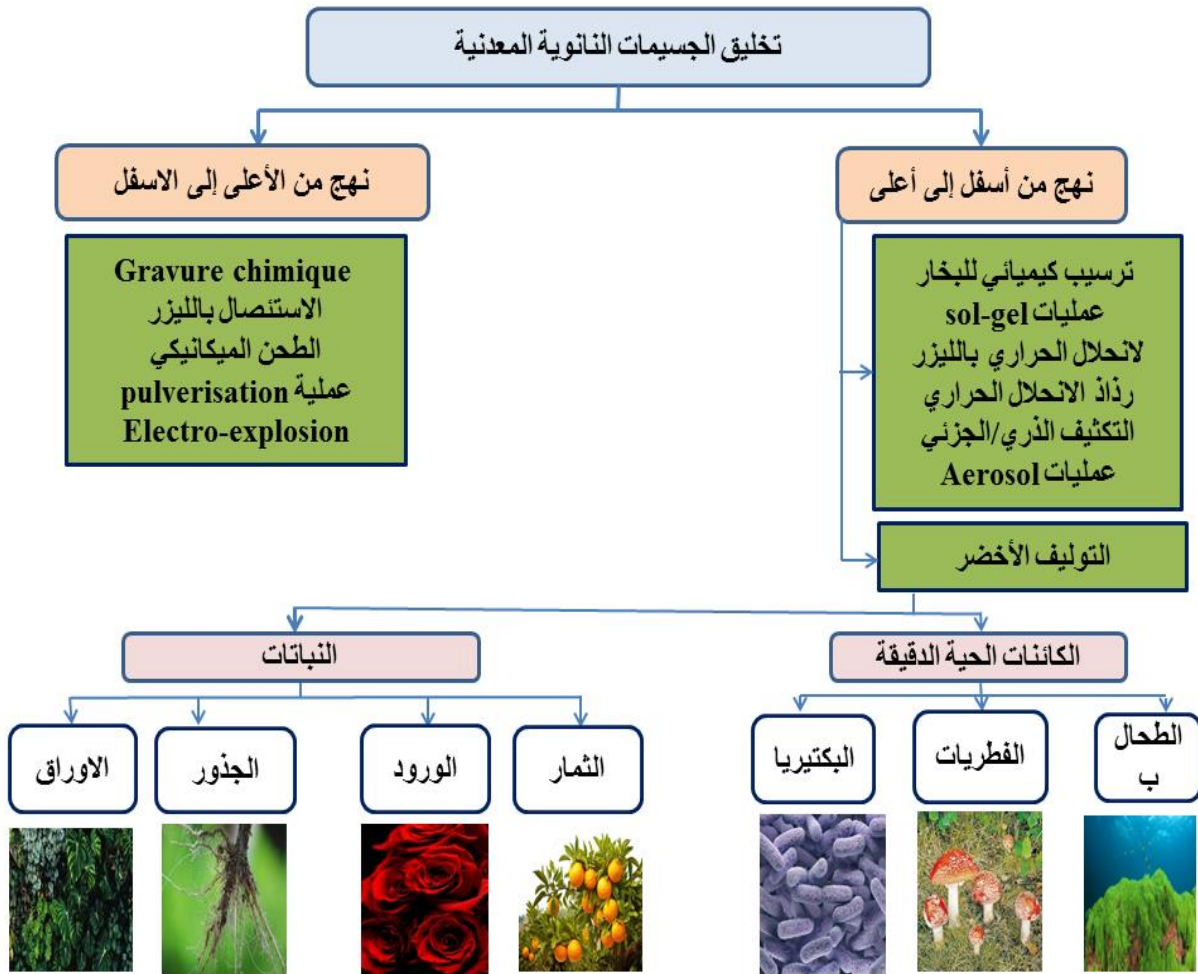 تخليق الجسيمات النانوية المعدنية
نهج من أسفل إلى أعلى
نهج من الأعلى إلى الاسفل
ترسيب كيميائي للبخار
عمليات sol-gel
لانحلال الحراري بالليزر
رذاذ الانحلال الحراري
التكثيف الذري/الجزئي
عمليات Aerosol
Gravure chimique
الاستئصال بالليزر
الطحن الميكانيكي
عملية pulverisation
Electro-explosion
التوليف الأخضر
الكائنات الحية الدقيقة
النباتات
الطحال
ب
الفطريات
البكتيريا
الثمار
الورود
الجذور
الاوراق